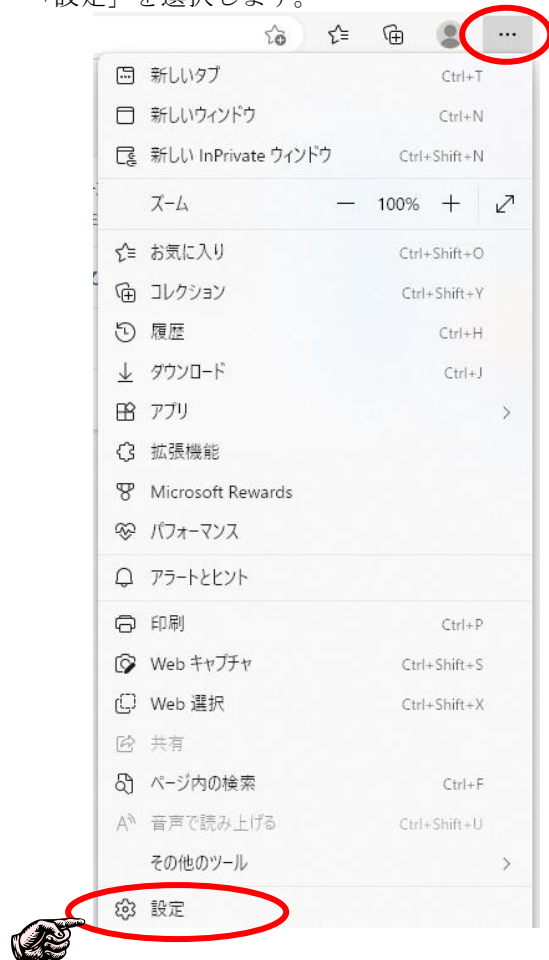 「設定」を選択します。
新しいタブ Ctrl+T
新しいウィンドウ Ctrl+N
新しい InPrivate ウィンドウ Ctrl+Shift+N
ズーム — 100% +
お気に入り Ctrl+Shift+O
コレクション Ctrl+Shift+Y
履歴 Ctrl+H
ダウンロード Ctrl+J
アプリ
拡張機能
Microsoft Rewards
パフォーマンス
アラートとヒント
印刷 Ctrl+P
Web キャプチャ Ctrl+Shift+S
Web 選択 Ctrl+Shift+X
共有
ページ内の検索 Ctrl+F
音声で読み上げる Ctrl+Shift+U
その他のツール
設定